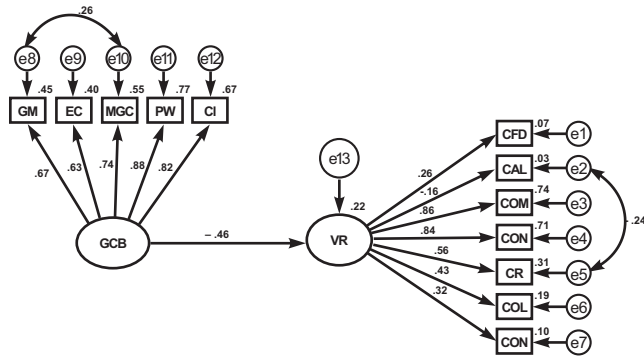 .26
e8 e9 e10 e11 e12
.45 .40 .55 .77 .67
GM EC MGC PW CI
.67 .63 .74 .88 .82
GCB
– .46
e13
.22
VR
.26 -.16 .86 .84 .56 .43 .32
CFD .07 e1
CAL .03 e2
COM .74 e3
CON .71 e4
CR .31 e5
COL .19 e6
CON .10 e7
- .24